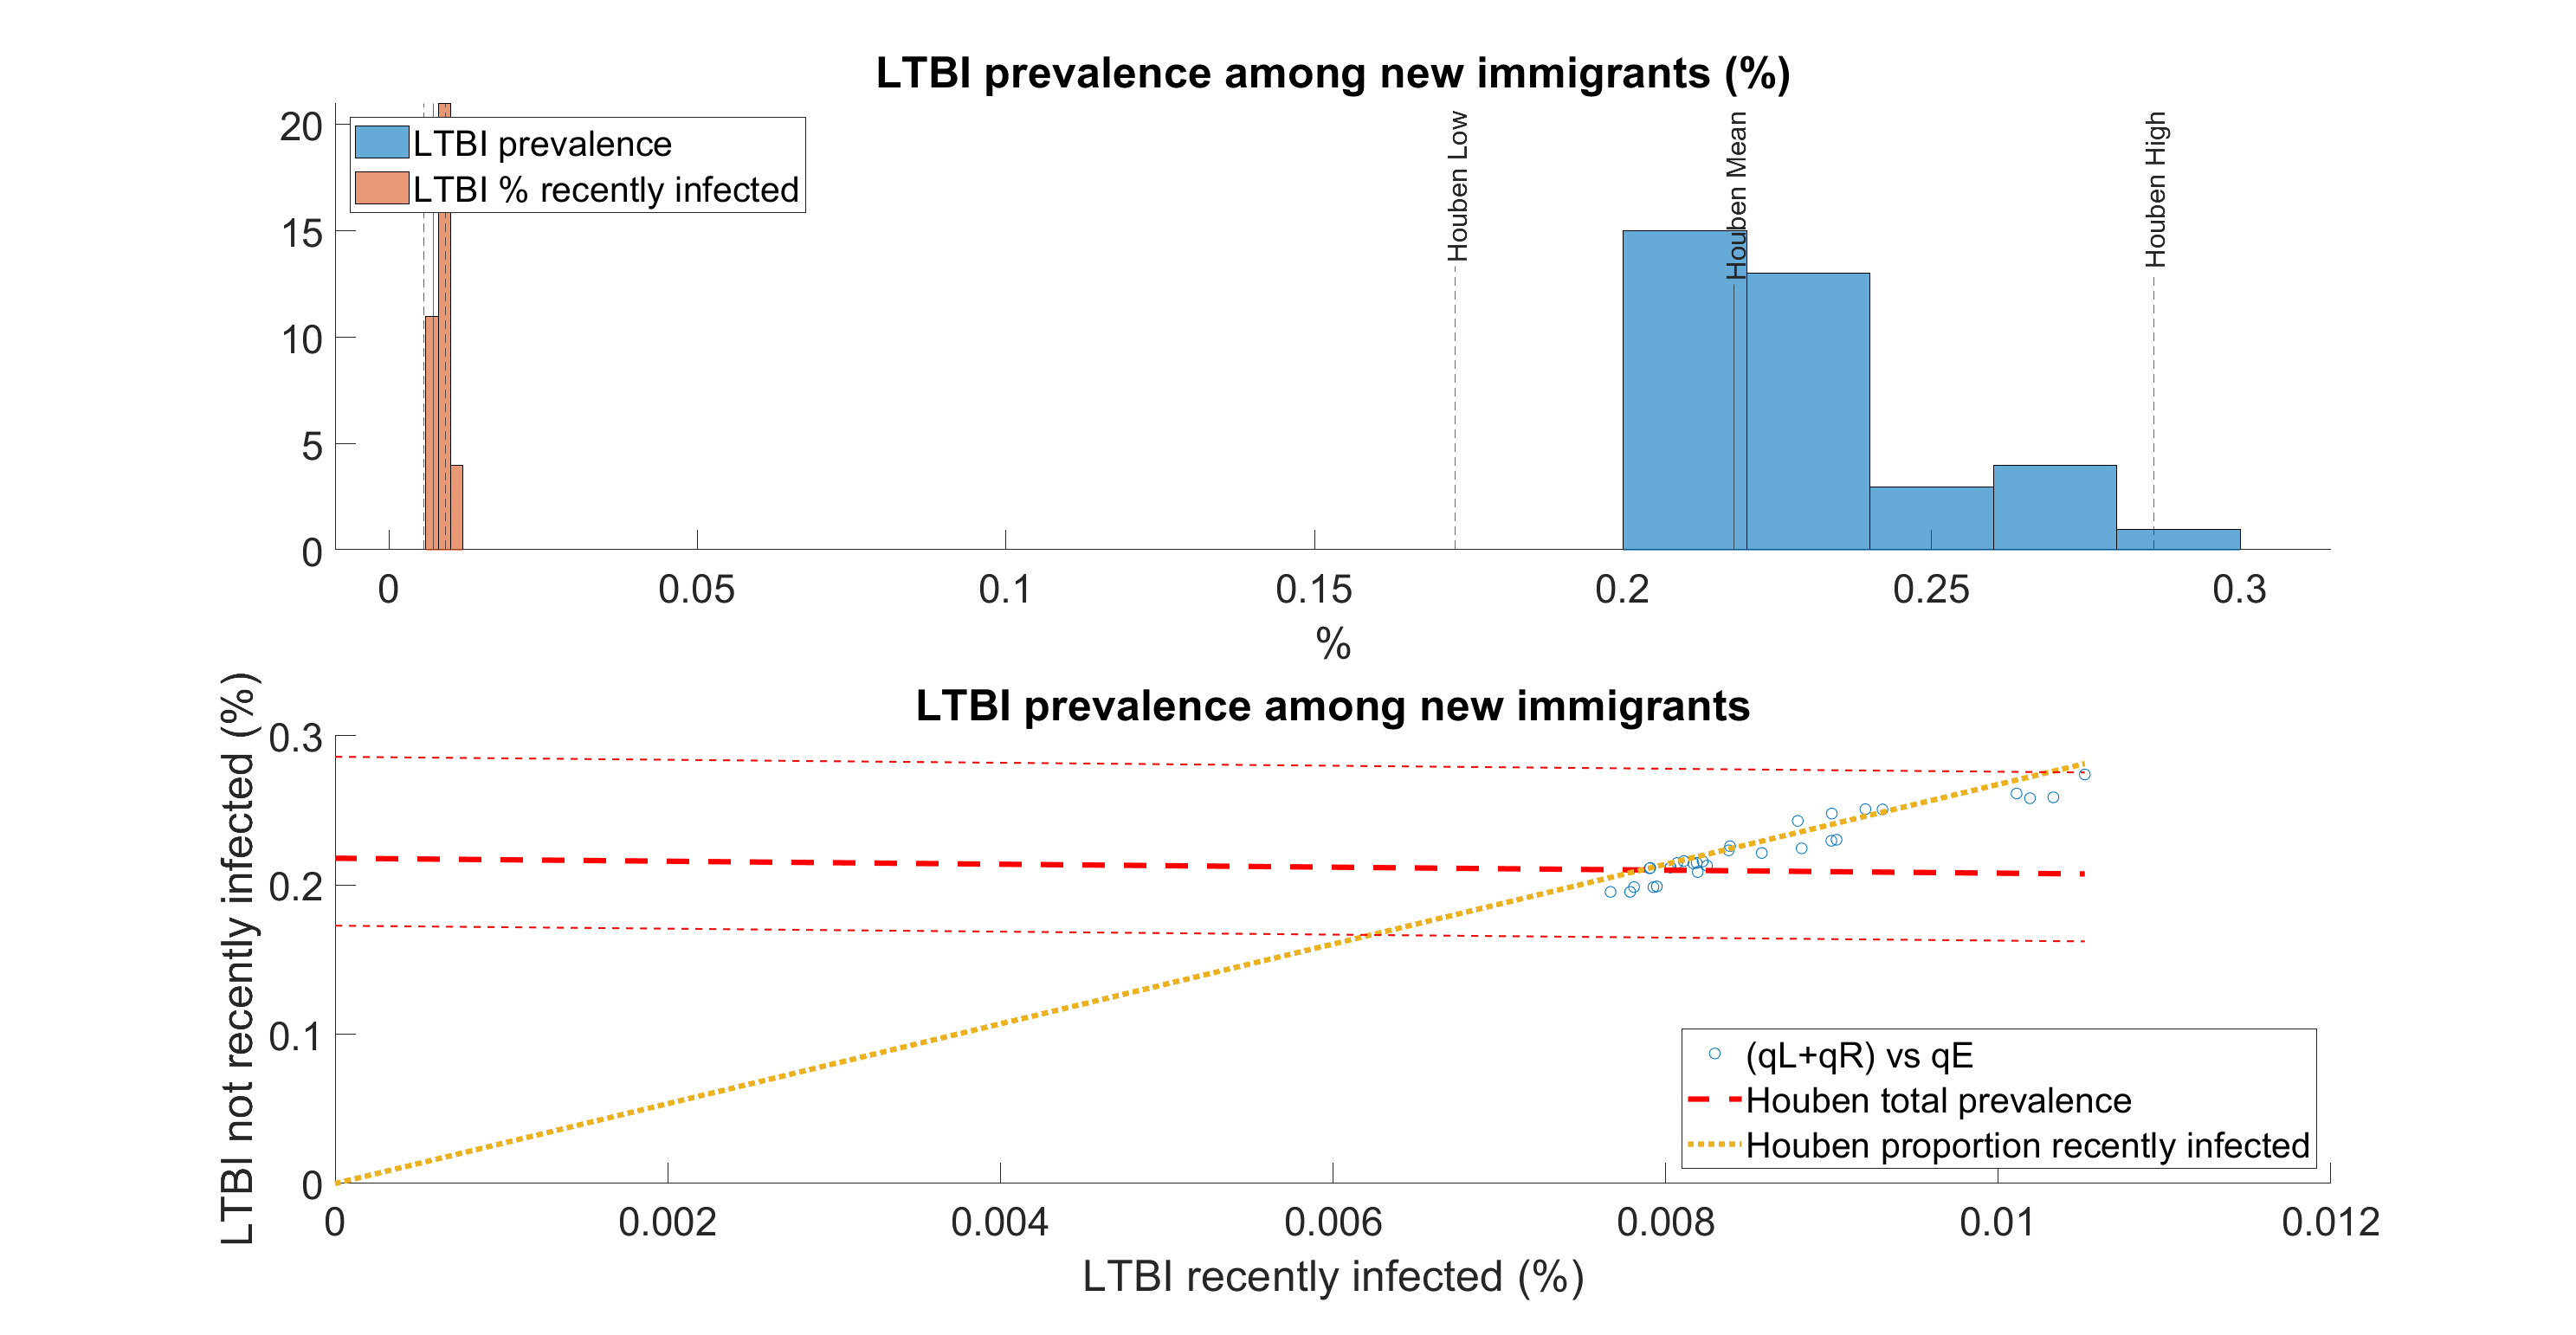 LTBI prevalence among new immigrants (%)
20
15
10
5
0
LTBI prevalence
LTBI % recently infected
Houben Low
Houben Mean
Houben High
0 0.05 0.1 0.15 0.2 0.25 0.3
%
LTBI prevalence among new immigrants
LTBI not recently infected (%)
0.3
0.2
0.1
0
(qL+qR) vs qE
Houben total prevalence
Houben proportion recently infected
0 0.002 0.004 0.006 0.008 0.01 0.012
LTBI recently infected (%)